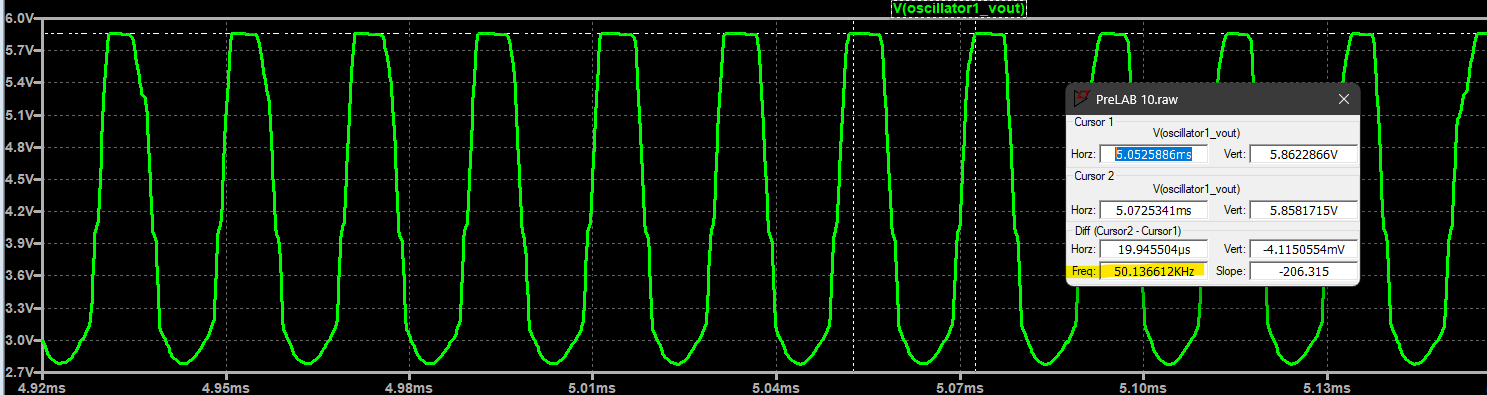 V(oscillator1_vout)
6.0V
5.7V
5.4V
5.1V
4.8V
4.5V
4.2V
3.9V
3.6V
3.3V
3.0V
2.7V
4.92ms 4.95ms 4.98ms 5.01ms 5.04ms 5.07ms 5.10ms 5.13ms
PreLAB 10.raw
Cursor 1
V(oscillator1_vout)
Horz: 5.0525886ms Vert: 5.8622866V
Cursor 2
V(oscillator1_vout)
Horz: 5.0725341ms Vert: 5.8581715V
Diff (Cursor2 - Cursor1)
Horz: 19.945504µs Vert: -4.1150554mV
Freq: 50.136612KHz Slope: -206.315